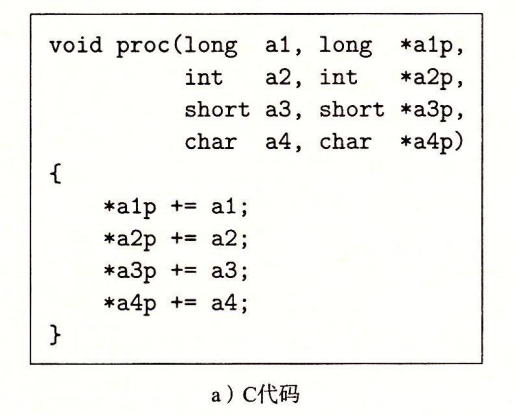 void proc(long  a1, long  *a1p,
          int   a2, int   *a2p,
          short a3, short *a3p,
          char  a4, char  *a4p)
{
    *a1p += a1;
    *a2p += a2;
    *a3p += a3;
    *a4p += a4;
}
a）C代码